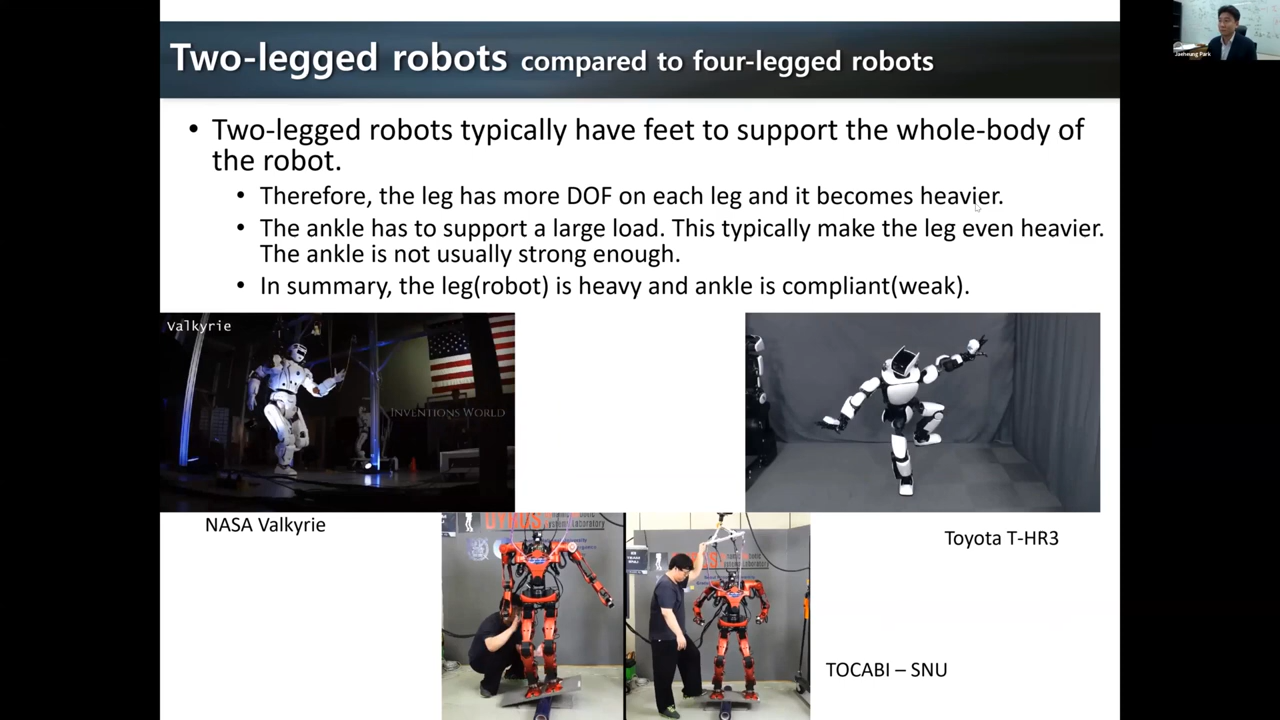 Two-legged robots compared to four-legged robots
Jaeheung Park
• Two-legged robots typically have feet to support the whole-body of
the robot.
• Therefore, the leg has more DOF on each leg and it becomes heavier.
• The ankle has to support a large load. This typically make the leg even heavier.
The ankle is not usually strong enough.
• In summary, the leg(robot) is heavy and ankle is compliant(weak).
Valkyrie
INVENTIONS WORLD
NASA Valkyrie
Toyota T-HR3
TOCABI – SNU